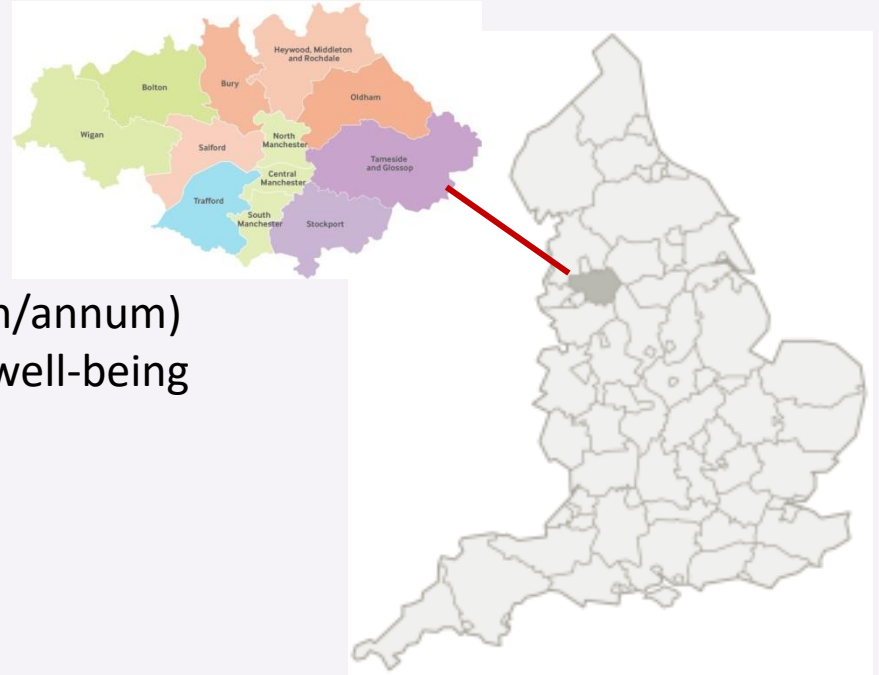 Heywood, Middleton
and Rochdale
Bury
Bolton
Oldham
Wigan
North
Manchester
Salford
Tameside
and Glossop
Central
Manchester
Trafford
South
Manchester
Stockport
/annum)
well-being